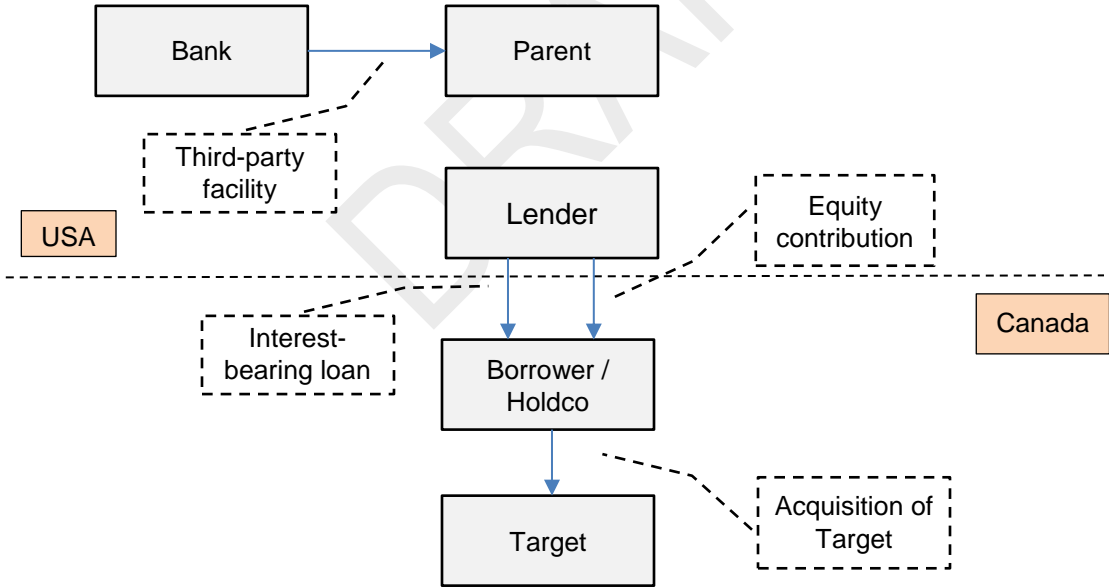 Bank
Parent
Third-party
facility
Lender
Equity
contribution
USA
Canada
Interest-
bearing loan
Borrower /
Holdco
Acquisition of
Target
Target